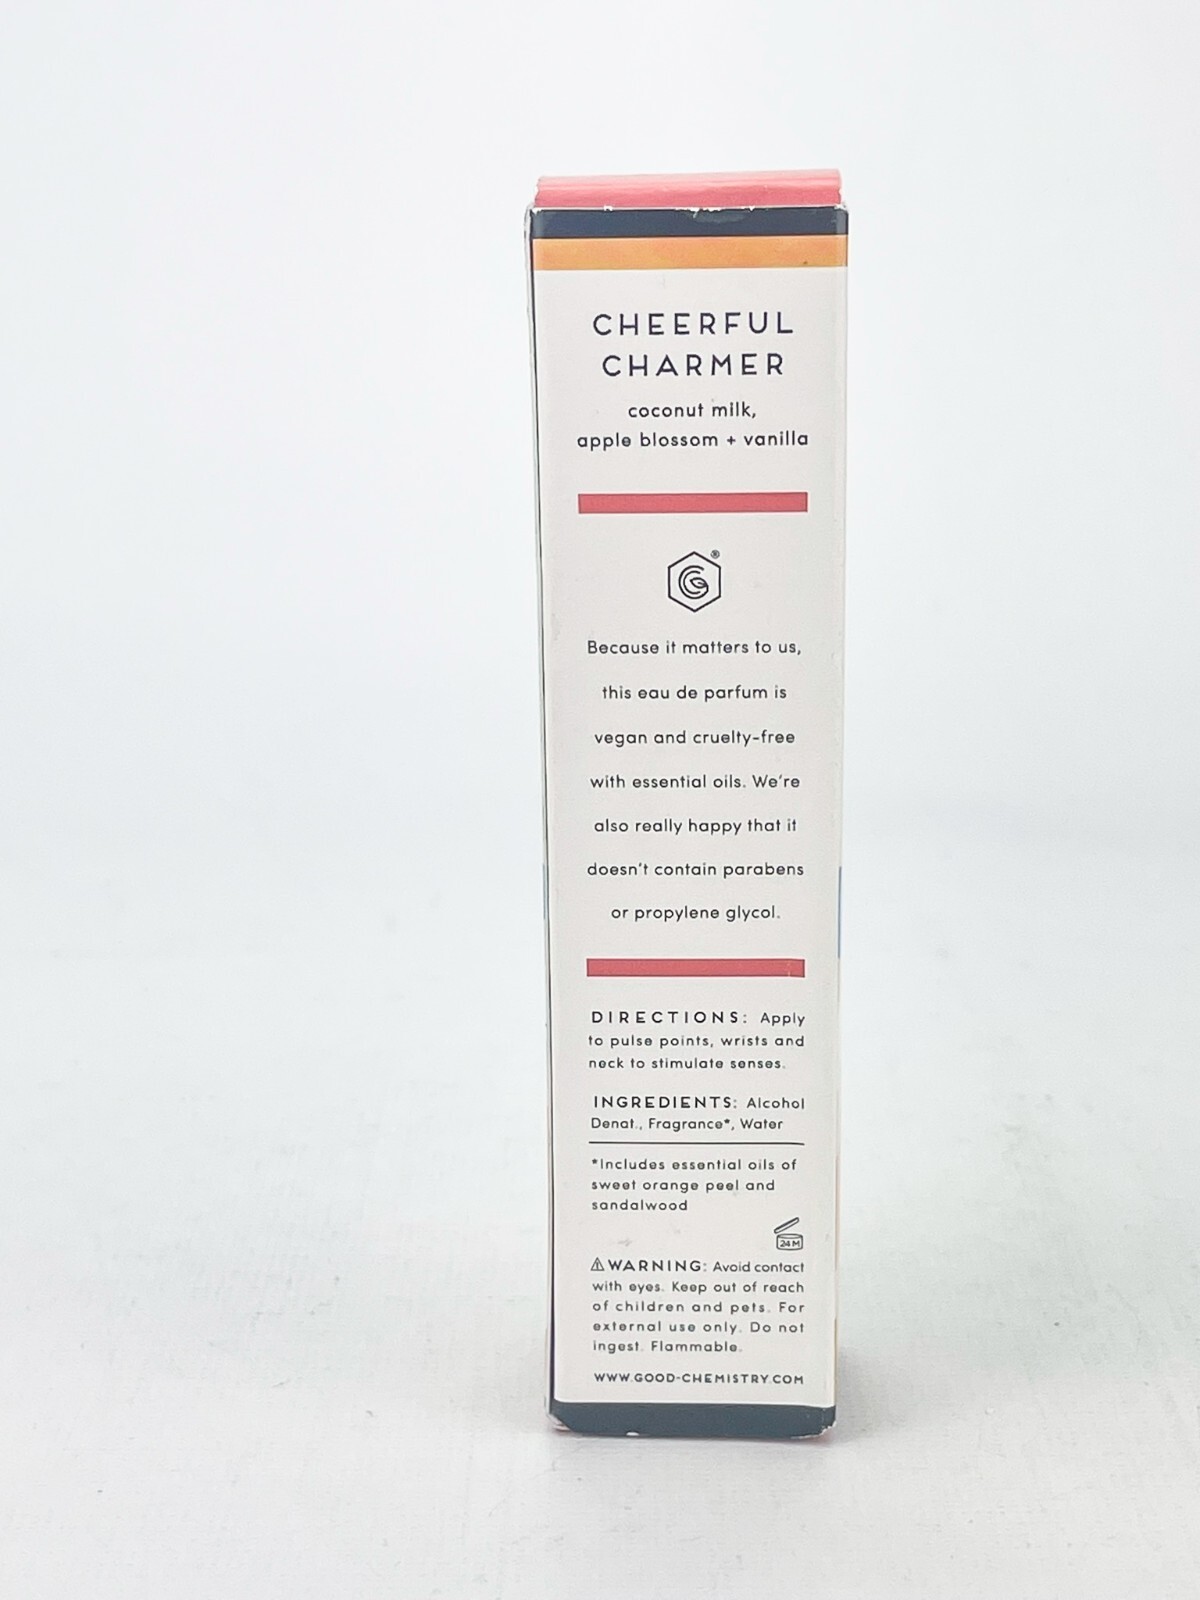 CHEERFUL
CHARMER
coconut milk,
apple blossom + vanilla
®
Because it matters to us,
this eau de parfum is
vegan and cruelty-free
with essential oils. We're
also really happy that it
doesn't contain parabens
or propylene glycol.
DIRECTIONS: Apply
to pulse points, wrists and
neck to stimulate senses.
INGREDIENTS: Alcohol
Denat., Fragrance*, Water
*Includes essential oils of
sweet orange peel and
sandalwood
24M
⚠WARNING: Avoid contact
with eyes. Keep out of reach
of children and pets. For
external use only. Do not
ingest. Flammable.
WWW.GOOD-CHEMISTRY.COM